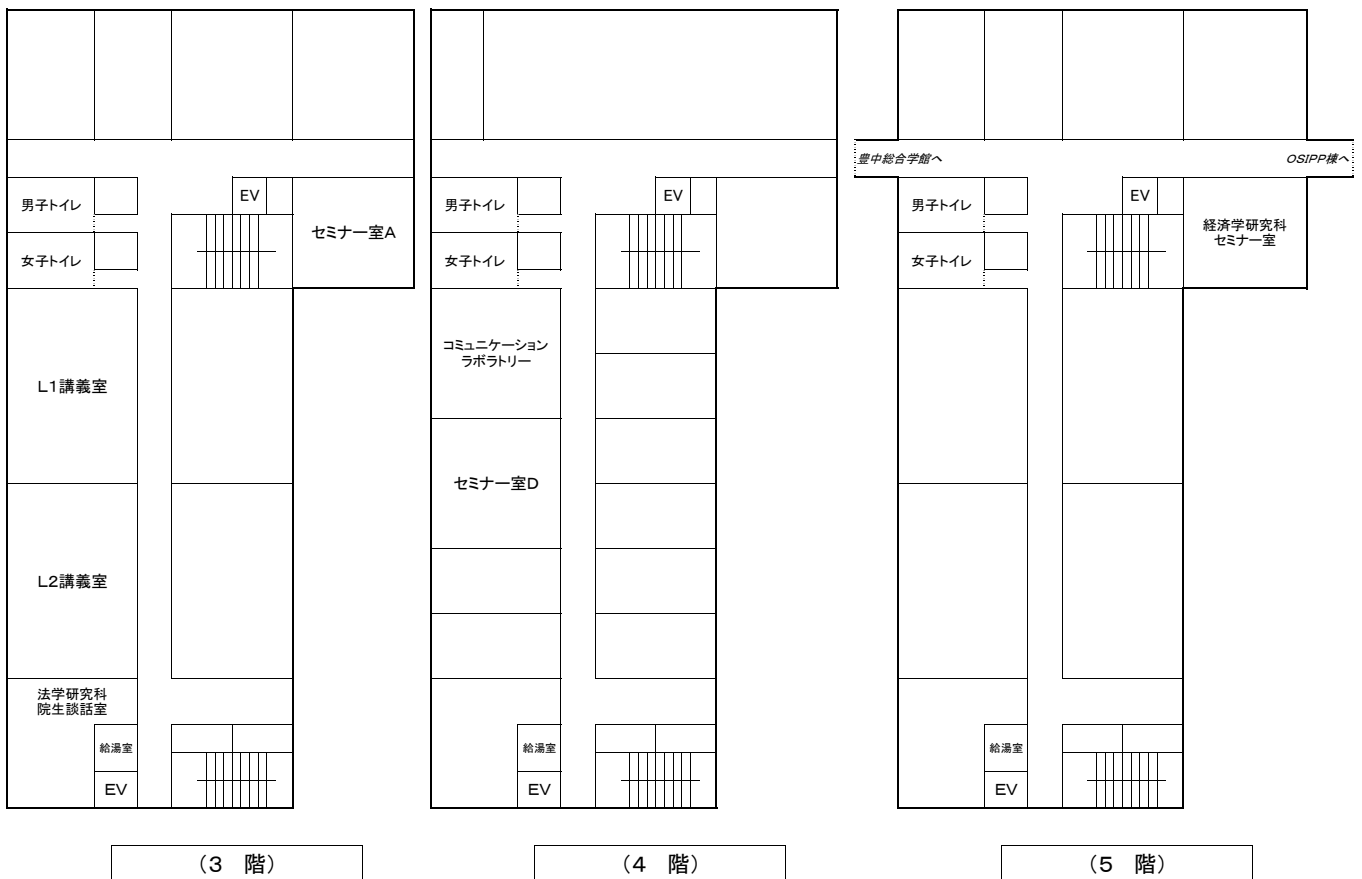 男子トイレ
EV
セミナー室A
女子トイレ
L1講義室
L2講義室
法学研究科
院生談話室
給湯室
EV
（3　階）
男子トイレ
EV
女子トイレ
コミュニケーション
ラボラトリー
セミナー室D
給湯室
EV
（4　階）
豊中総合学館へ
OSIPP棟へ
男子トイレ
EV
経済学研究科
セミナー室
女子トイレ
給湯室
EV
（5　階）